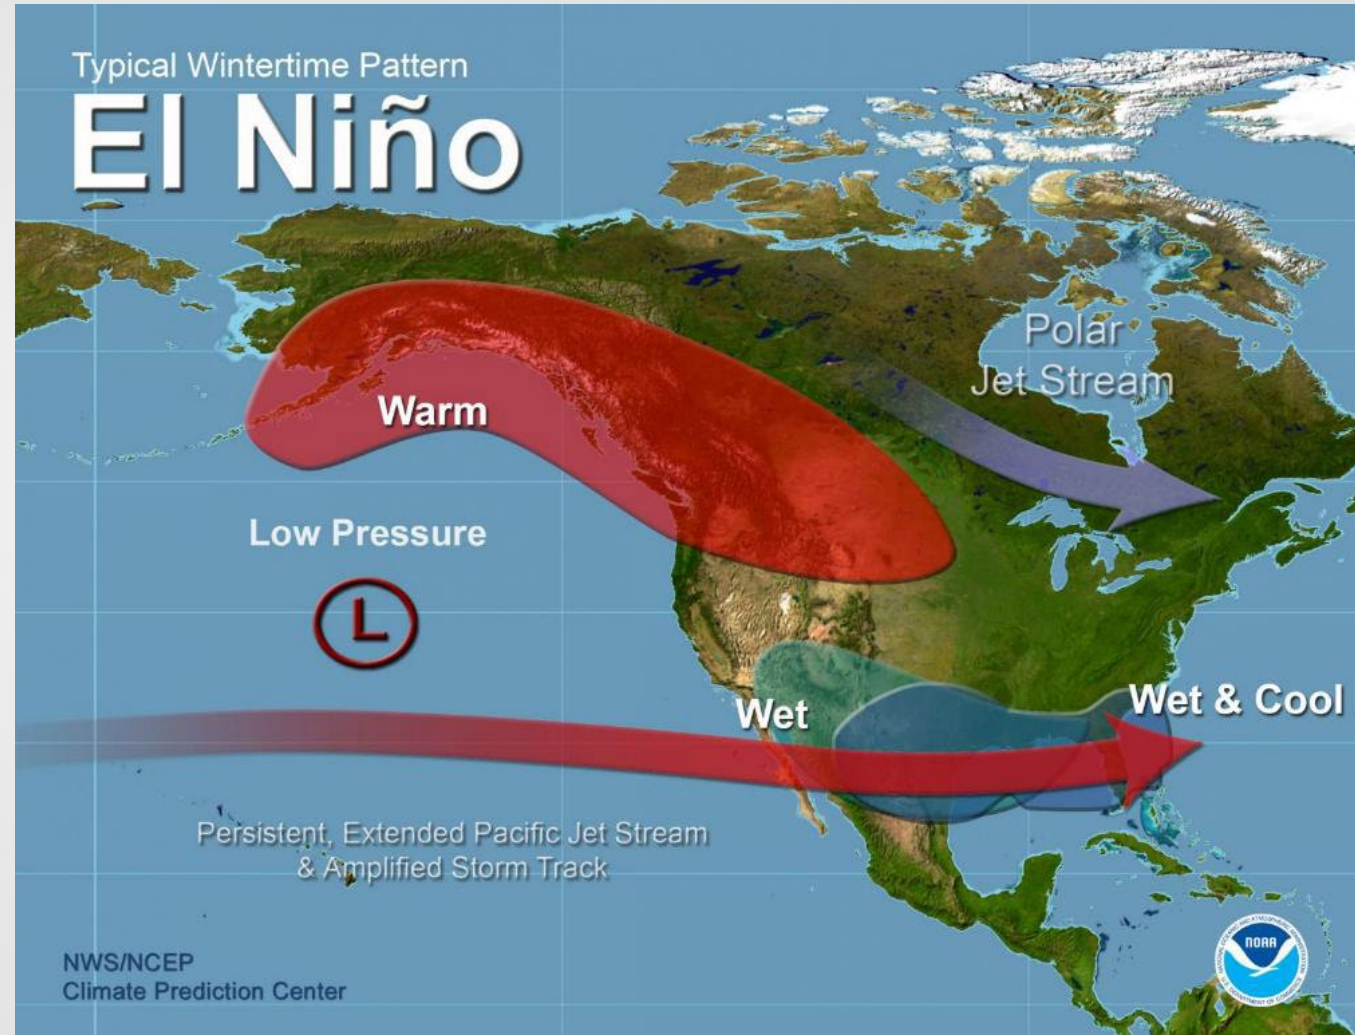 Typical Wintertime Pattern
El Niño
Polar
Jet Stream
Warm
Low Pressure
L
Wet
Wet & Cool
Persistent, Extended Pacific Jet Stream
& Amplified Storm Track
NWS/NCEP
Climate Prediction Center
NOAA